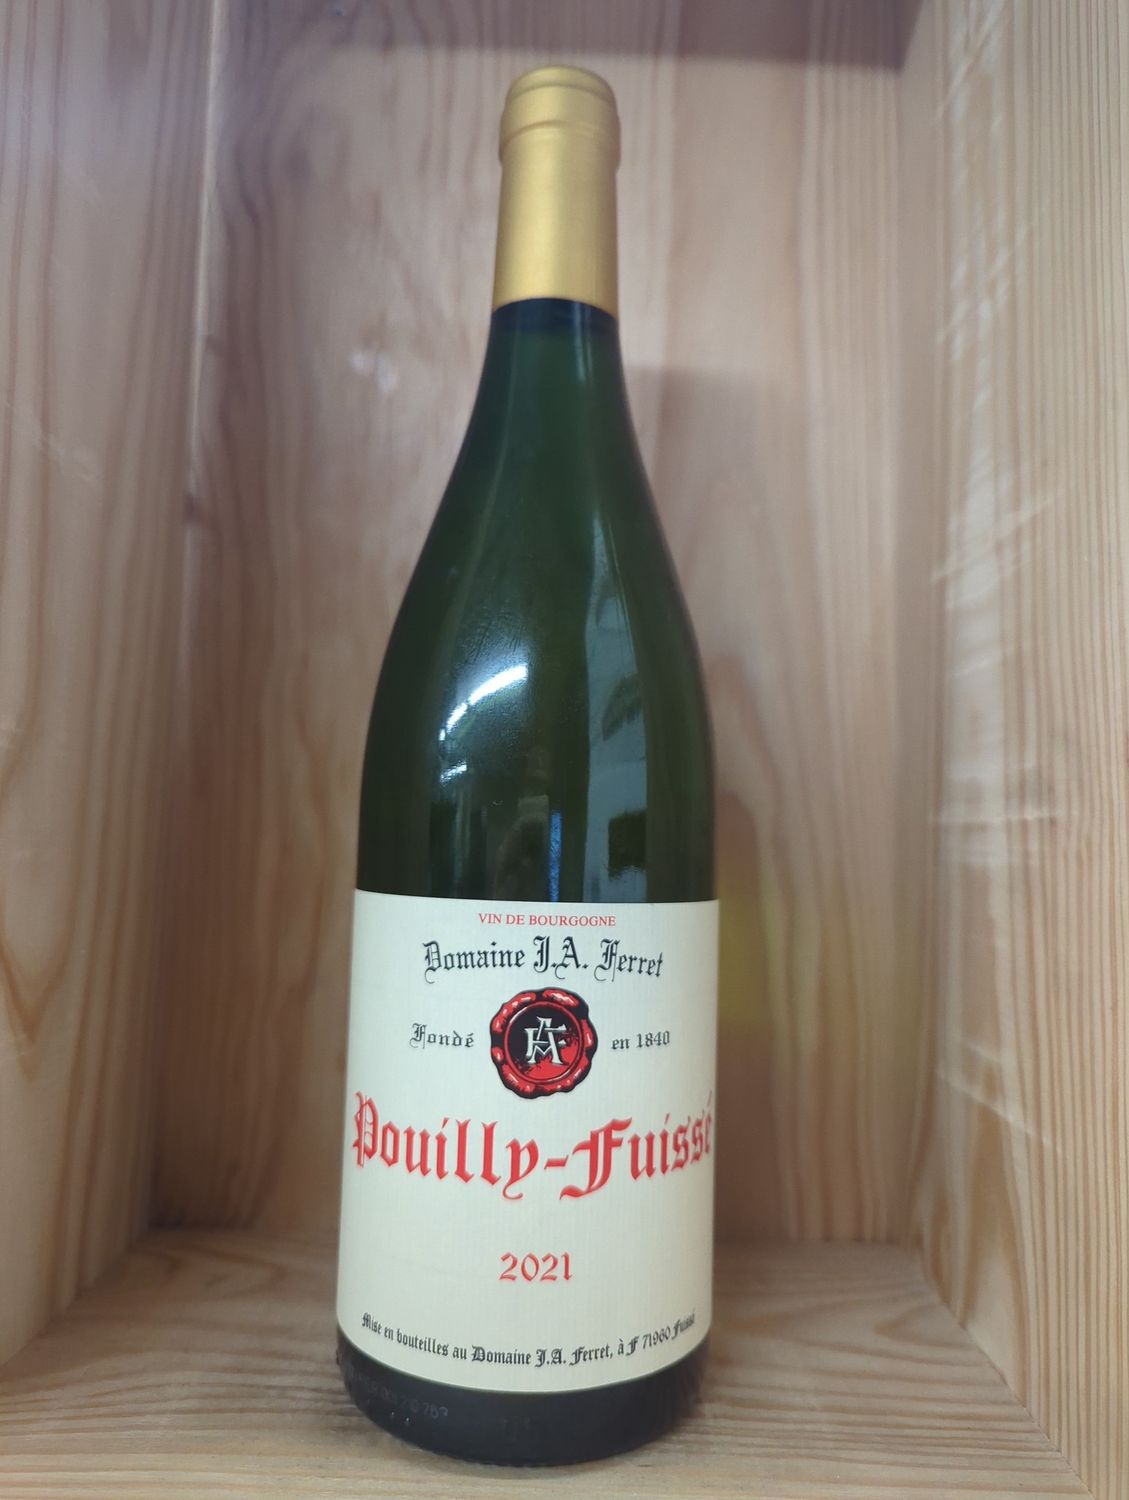 VIN DE BOURGOGNE
Domaine J.A. Ferret
Fondé en 1840
Pouilly-Fuissé
2021
Mise en bouteilles au Domaine J.A. Ferret, à F 71960 Fuissé